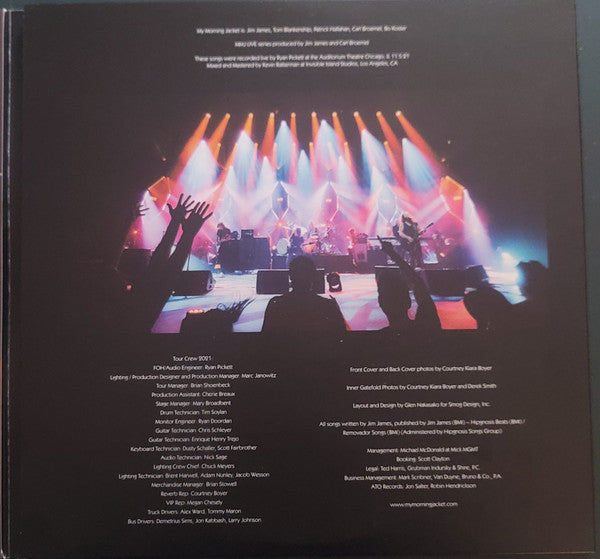 My Morning Jacket is: Jim James, Tom Blankenship, Patrick Hallahan, Carl Broemel, Bo Koster
MMJ LIVE series produced by Jim James and Carl Broemel
These songs were recorded live by Ryan Pickett at the Auditorium Theatre Chicago, IL 11.5.21
Mixed and Mastered by Kevin Ratterman at Invisible Island Studios, Los Angeles, CA
Tour Crew 2021:
FOH/Audio Engineer: Ryan Pickett
Lighting / Production Designer and Production Manager: Marc Janowitz
Tour Manager: Brian Shoenbeck
Production Assistant: Cherie Breaux
Stage Manager: Marv Broadbent
Drum Technician: Tim Soylan
Monitor Engineer: Ryan Doordan
Guitar Technician: Chris Schleyer
Guitar Technician: Enrique Henry Trejo
Keyboard Technician: Dusty Schaller, Scott Fairbrother
Audio Technician: Nick Sage
Lighting Crew Chief: Chuck Meyers
Lighting Technician: Brent Harwell, Adam Nunley, Jacob Wesson
Merchandise Manager: Brian Stowell
Reverb Rep: Courtney Boyer
VIP Rep: Megan Chesely
Truck Drivers: Alex Ward, Tommy Maron
Bus Drivers: Demetrius Sims, Jon Kabbash, Larry Johnson
Front Cover and Back Cover photos by Courtney Kiara Boyer
Inner Gatefold Photos by Courtney Kiara Boyer and Derek Smith
Layout and Design by Glen Nakasako for Smog Design, Inc.
All songs written by Jim James, published by Jim James (BMI) – Hipgnosis Beats (BMI) /
Removador Songs (BMI) (Administered by Hipgnosis Songs Group)
Management: Michael McDonald at Mick MGMT
Booking: Scott Clayton
Legal: Ted Harris, Grubman Indursky & Shire, P.C.
Business Management: Mark Scribner, Van Dyune, Bruno & Co., P.A.
ATO Records: Jon Salter, Robin Hendrickson
www.mymorningjacket.com